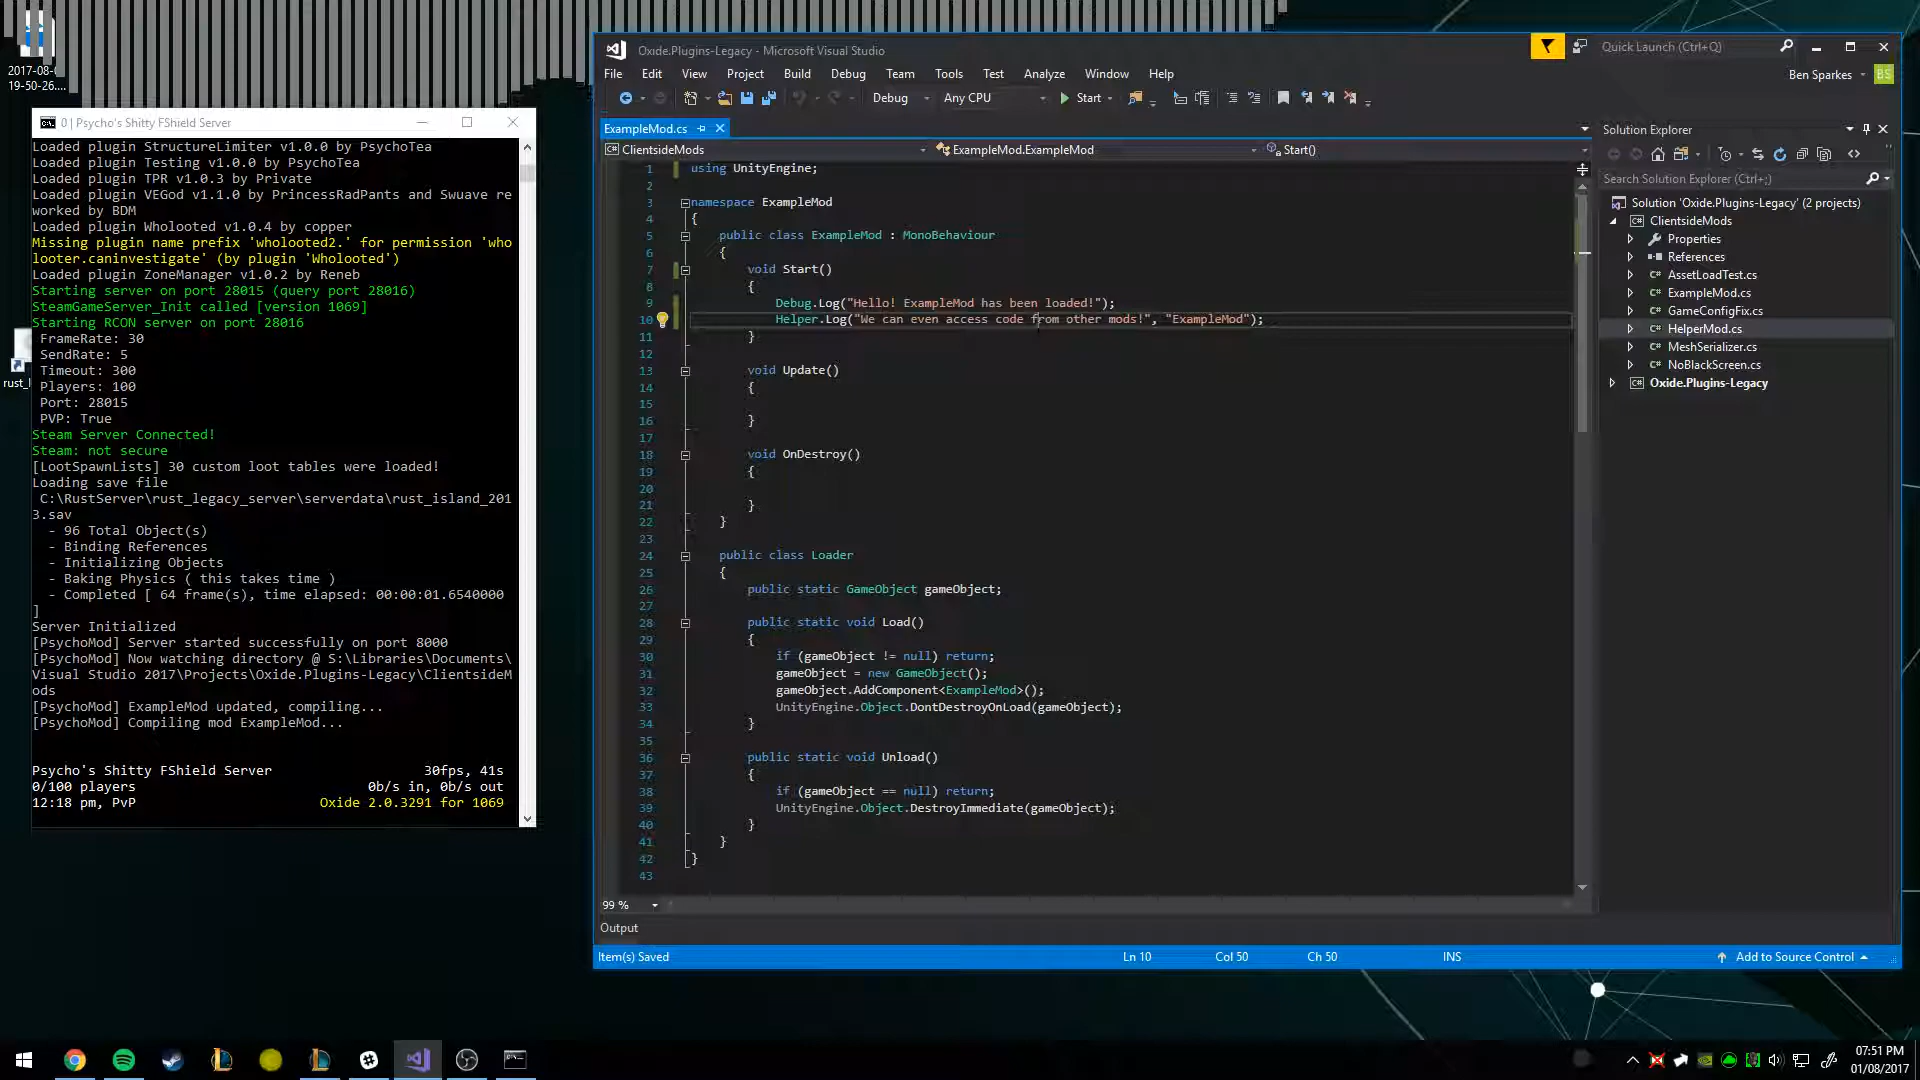 19-50-26....
rust_l
0 | Psycho's Shitty FShield Server
Loaded plugin StructureLimiter v1.0.0 by PsychoTea
Loaded plugin Testing v1.0.0 by PsychoTea
Loaded plugin TPR v1.0.3 by Private
Loaded plugin VEGod v1.1.0 by PrincessRadPants and Swuave re
worked by BDM
Loaded plugin Wholooted v1.0.4 by copper
Missing plugin name prefix 'wholooted2.' for permission 'who
looter.caninvestigate' (by plugin 'Wholooted')
Loaded plugin ZoneManager v1.0.2 by Reneb
Starting server on port 28015 (query port 28016)
SteamGameServer_Init called [version 1069]
Starting RCON server on port 28016
FrameRate: 30
SendRate: 5
Timeout: 300
Players: 100
Port: 28015
PVP: True
Steam Server Connected!
Steam: not secure
[LootSpawnLists] 30 custom loot tables were loaded!
Loading save file
C:\RustServer\rust_legacy_server\serverdata\rust_island_201
3.sav
- 96 Total Object(s)
- Binding References
- Initializing Objects
- Baking Physics ( this takes time )
- Completed [ 64 frame(s), time elapsed: 00:00:01.6540000
]
Server Initialized
[PsychoMod] Server started successfully on port 8000
[PsychoMod] Now watching directory @ S:\Libraries\Documents\
Visual Studio 2017\Projects\Oxide.Plugins-Legacy\ClientsideM
ods
[PsychoMod] ExampleMod updated, compiling...
[PsychoMod] Compiling mod ExampleMod...
Psycho's Shitty FShield Server 30fps, 41s
0/100 players 0b/s in, 0b/s out
12:18 pm, PvP Oxide 2.0.3291 for 1069
Oxide.Plugins-Legacy - Microsoft Visual Studio
Quick Launch (Ctrl+Q)
File Edit View Project Build Debug Team Tools Test Analyze Window Help
Ben Sparkes BS
Debug Any CPU Start
ExampleMod.cs
ClientsideMods ExampleMod.ExampleMod Start()
1 using UnityEngine;
2
3 namespace ExampleMod
4 {
5 public class ExampleMod : MonoBehaviour
6 {
7 void Start()
8 {
9 Debug.Log("Hello! ExampleMod has been loaded!");
10 Helper.Log("We can even access code from other mods!", "ExampleMod");
11 }
12
13 void Update()
14 {
15
16 }
17
18 void OnDestroy()
19 {
20
21 }
22 }
23
24 public class Loader
25 {
26 public static GameObject gameObject;
27
28 public static void Load()
29 {
30 if (gameObject != null) return;
31 gameObject = new GameObject();
32 gameObject.AddComponent<ExampleMod>();
33 UnityEngine.Object.DontDestroyOnLoad(gameObject);
34 }
35
36 public static void Unload()
37 {
38 if (gameObject == null) return;
39 UnityEngine.Object.DestroyImmediate(gameObject);
40 }
41 }
42 }
43
99 %
Output
Item(s) Saved Ln 10 Col 50 Ch 50 INS Add to Source Control
Solution Explorer
Search Solution Explorer (Ctrl+;)
Solution 'Oxide.Plugins-Legacy' (2 projects)
ClientsideMods
Properties
References
C# AssetLoadTest.cs
C# ExampleMod.cs
C# GameConfigFix.cs
C# HelperMod.cs
C# MeshSerializer.cs
C# NoBlackScreen.cs
C# Oxide.Plugins-Legacy
07:51 PM
01/08/2017